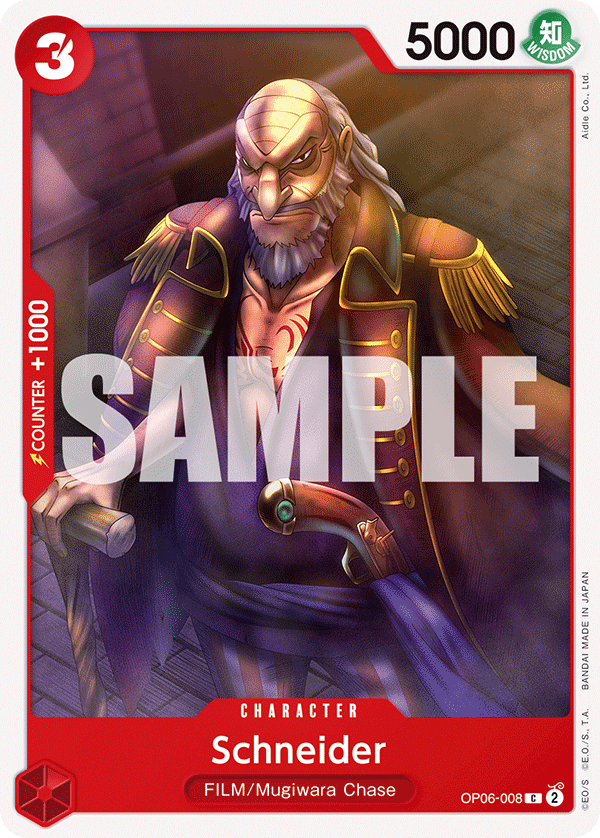 3
5000
知
WISDOM
Aidle Co., Ltd.
COUNTER +1000
SAMPLE
BANDAI MADE IN JAPAN
©E.O./S., T.A.
©EO/S
CHARACTER
Schneider
FILM/Mugiwara Chase
OP06-008 C 2